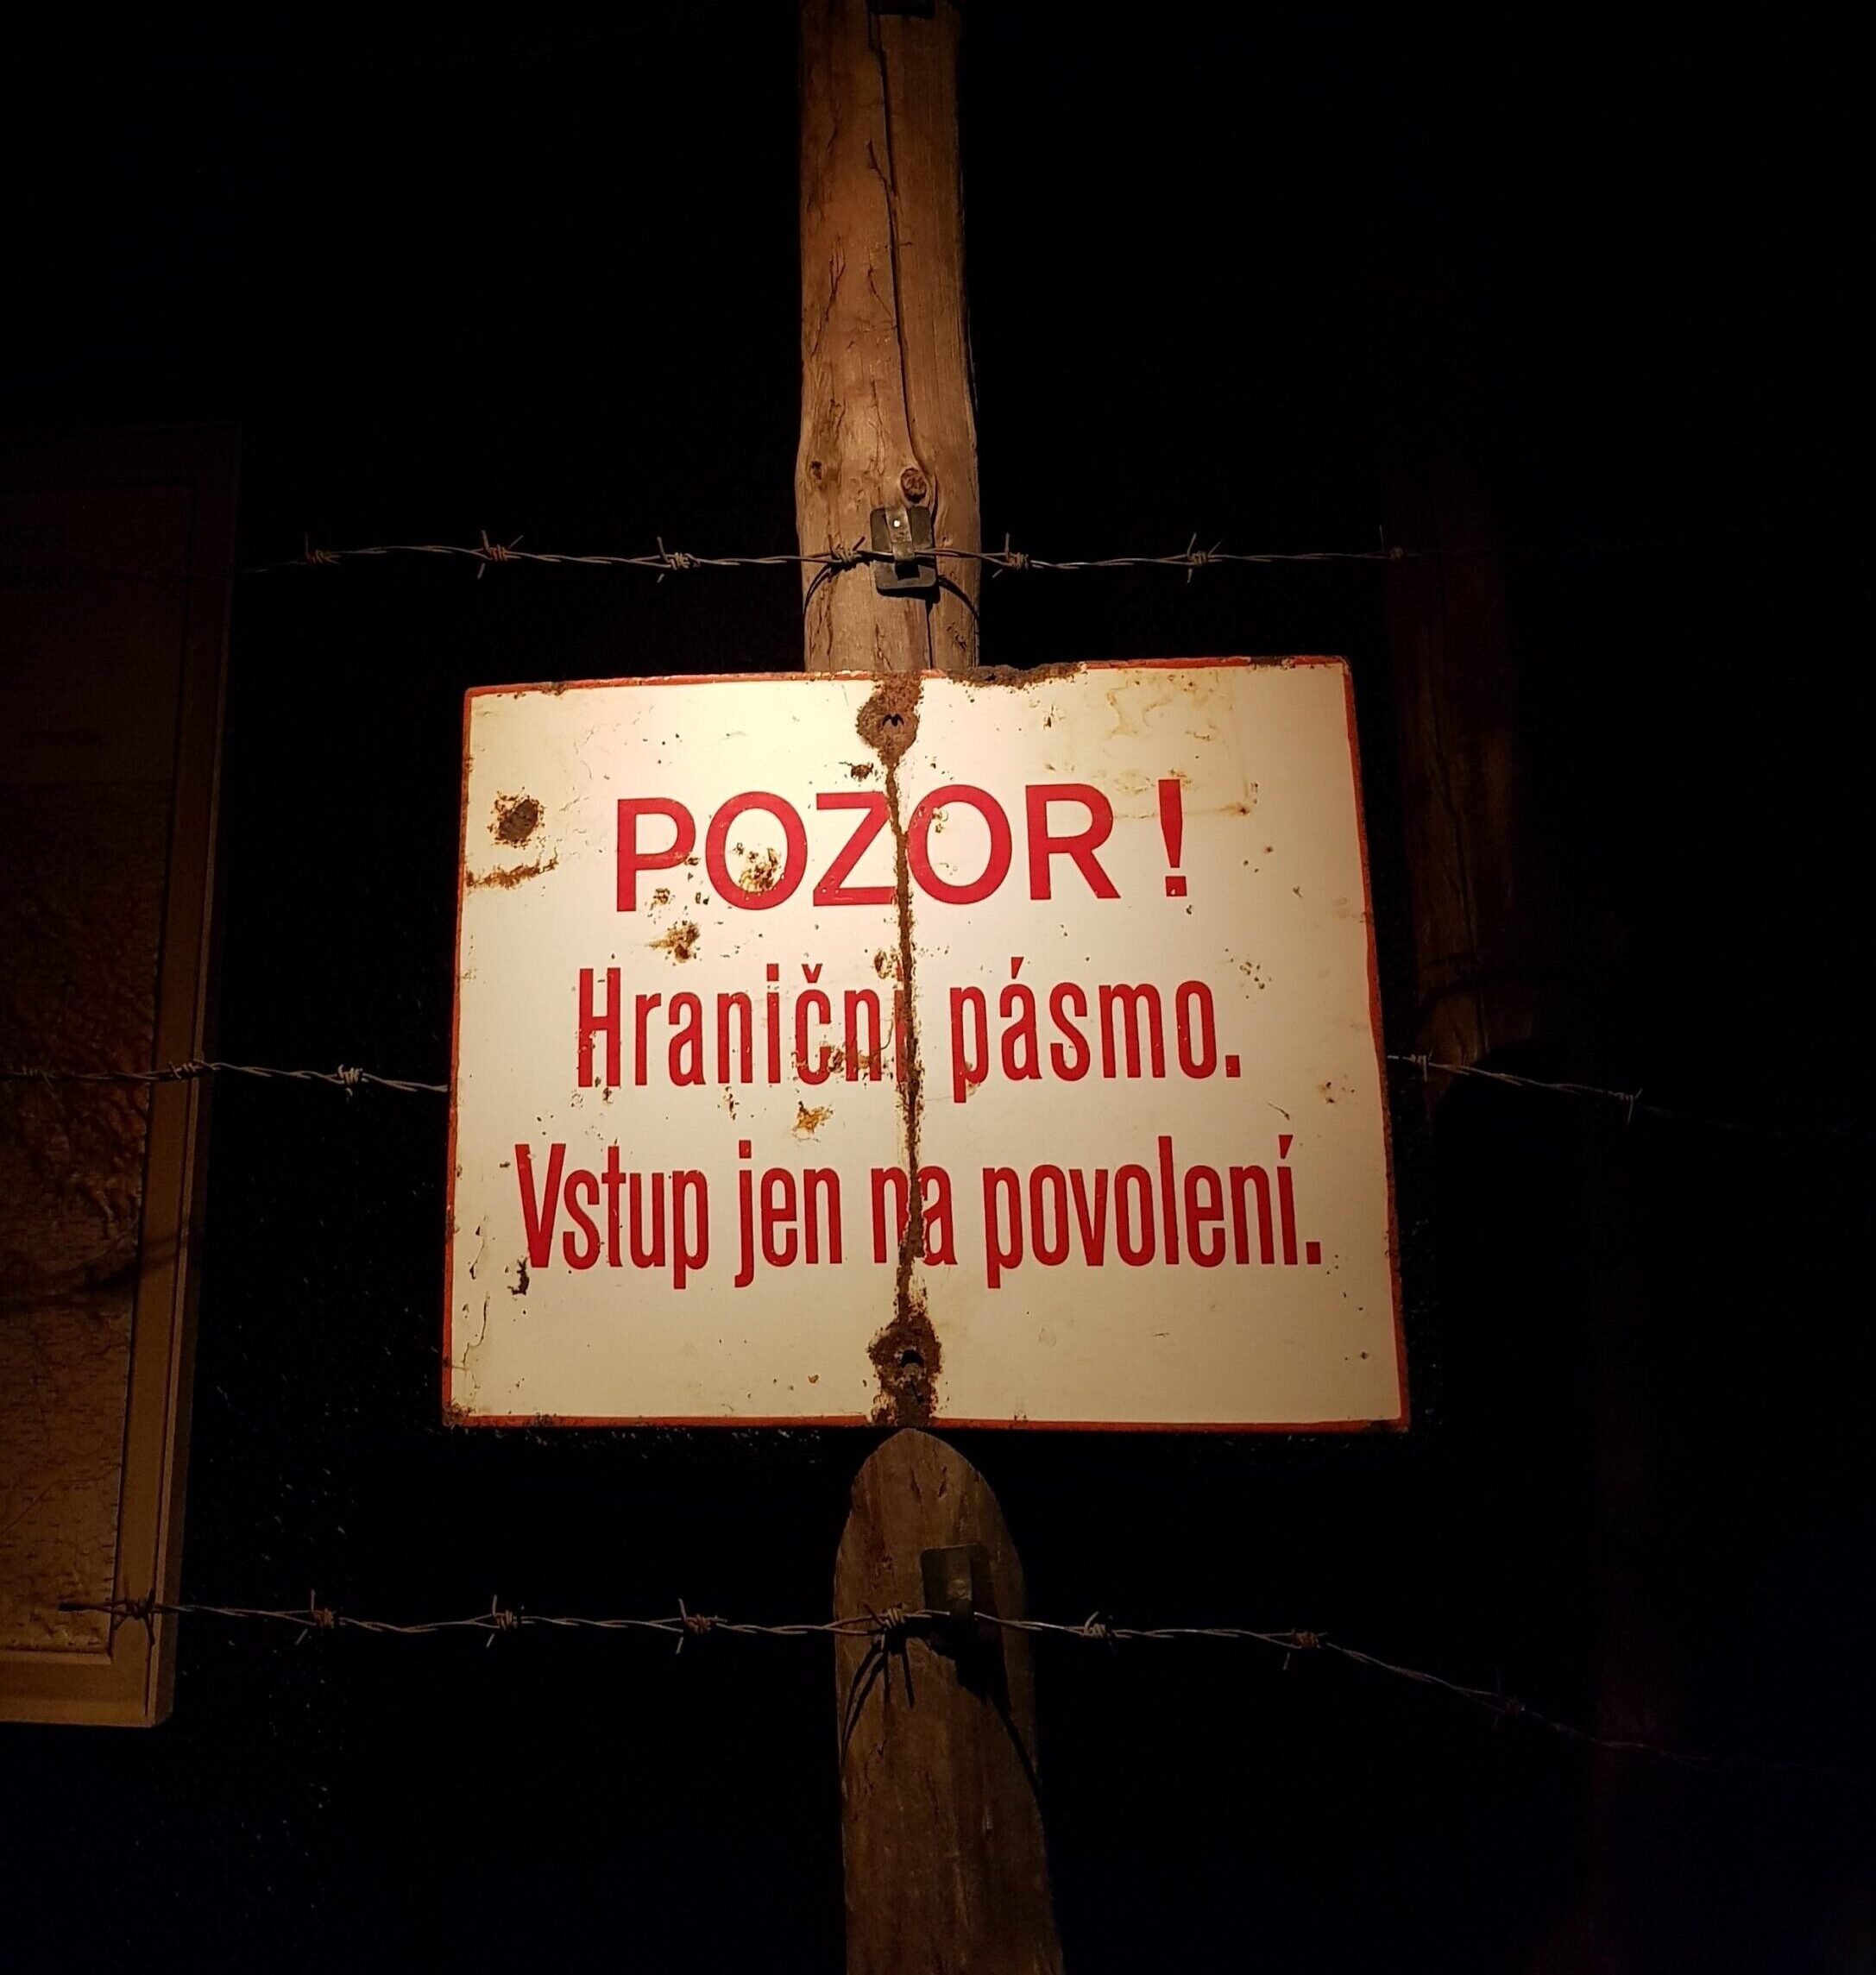 POZOR!
Hraniční pásmo.
Vstup jen na povolení.